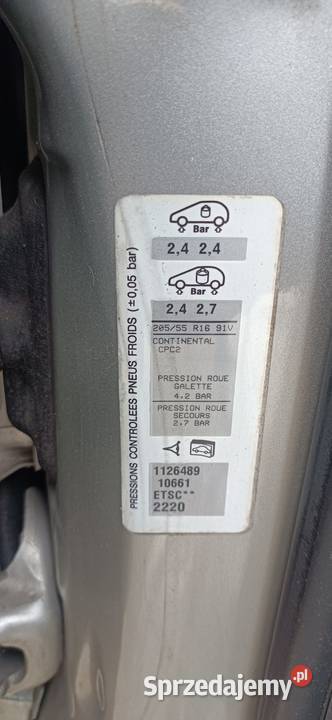 PRESSIONS CONTROLEES PNEUS FROIDS (±0,05 bar)
Bar
2,4 2,4
Bar
2,4 2,7
205/55 R16 91V
CONTINENTAL
CPC2
PRESSION ROUE
GALETTE
4.2 BAR
PRESSION ROUE
SECOURS
2.7 BAR
1126489
10661
ETSC**
2220
Sprzedajemy.pl